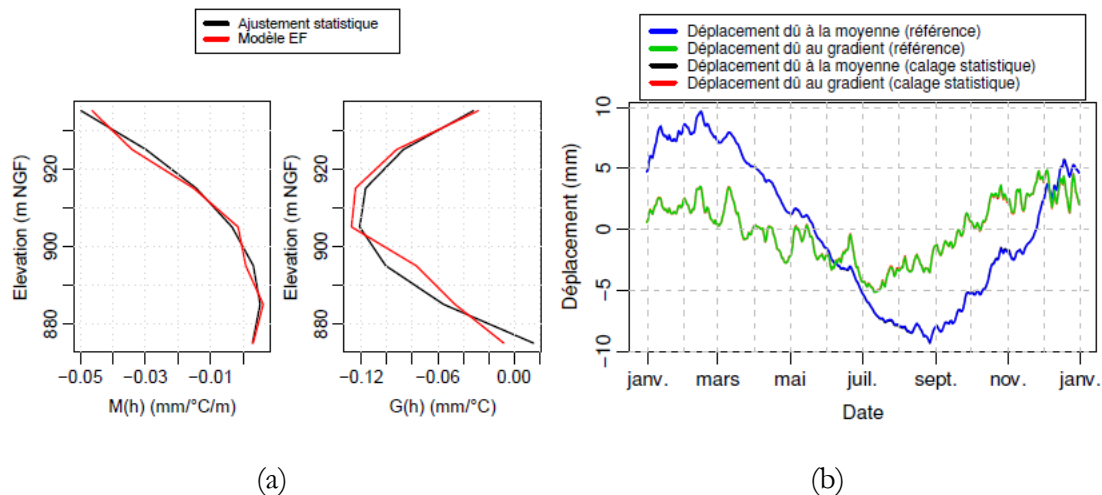 Ajustement statistique
Modèle EF
Elevation (m NGF)
920
900
880
−0.05
−0.03
−0.01
M(h) (mm/°C/m)
Elevation (m NGF)
920
900
880
−0.12
−0.06
0.00
G(h) (mm/°C)
(a)
Déplacement dû à la moyenne (référence)
Déplacement dû au gradient (référence)
Déplacement dû à la moyenne (calage statistique)
Déplacement dû au gradient (calage statistique)
Déplacement (mm)
10
5
0
−5
−10
janv.
mars
mai
juil.
sept.
nov.
janv.
Date
(b)